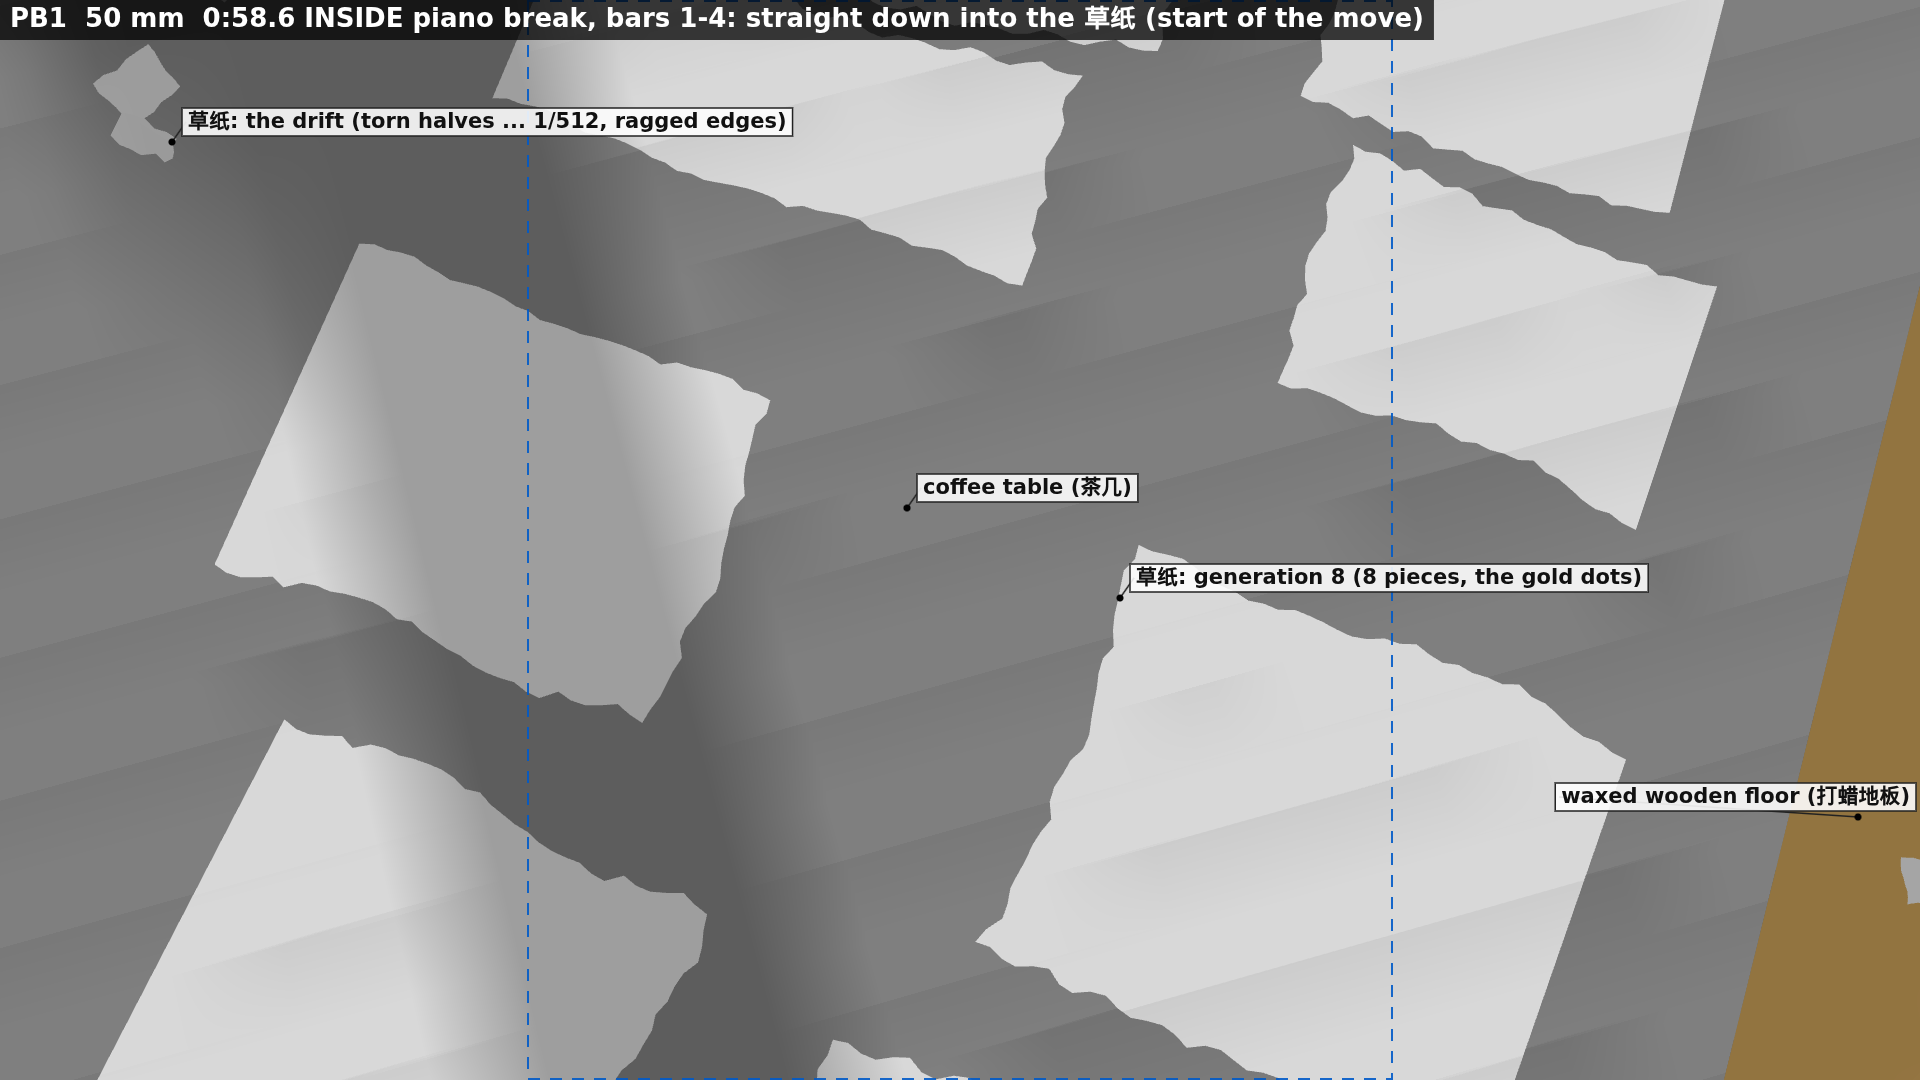 PB1 50 mm 0:58.6 INSIDE piano break, bars 1-4: straight down into the 草纸 (start of the move)
草纸: the drift (torn halves ... 1/512, ragged edges)
coffee table (茶几)
草纸: generation 8 (8 pieces, the gold dots)
waxed wooden floor (打蜡地板)